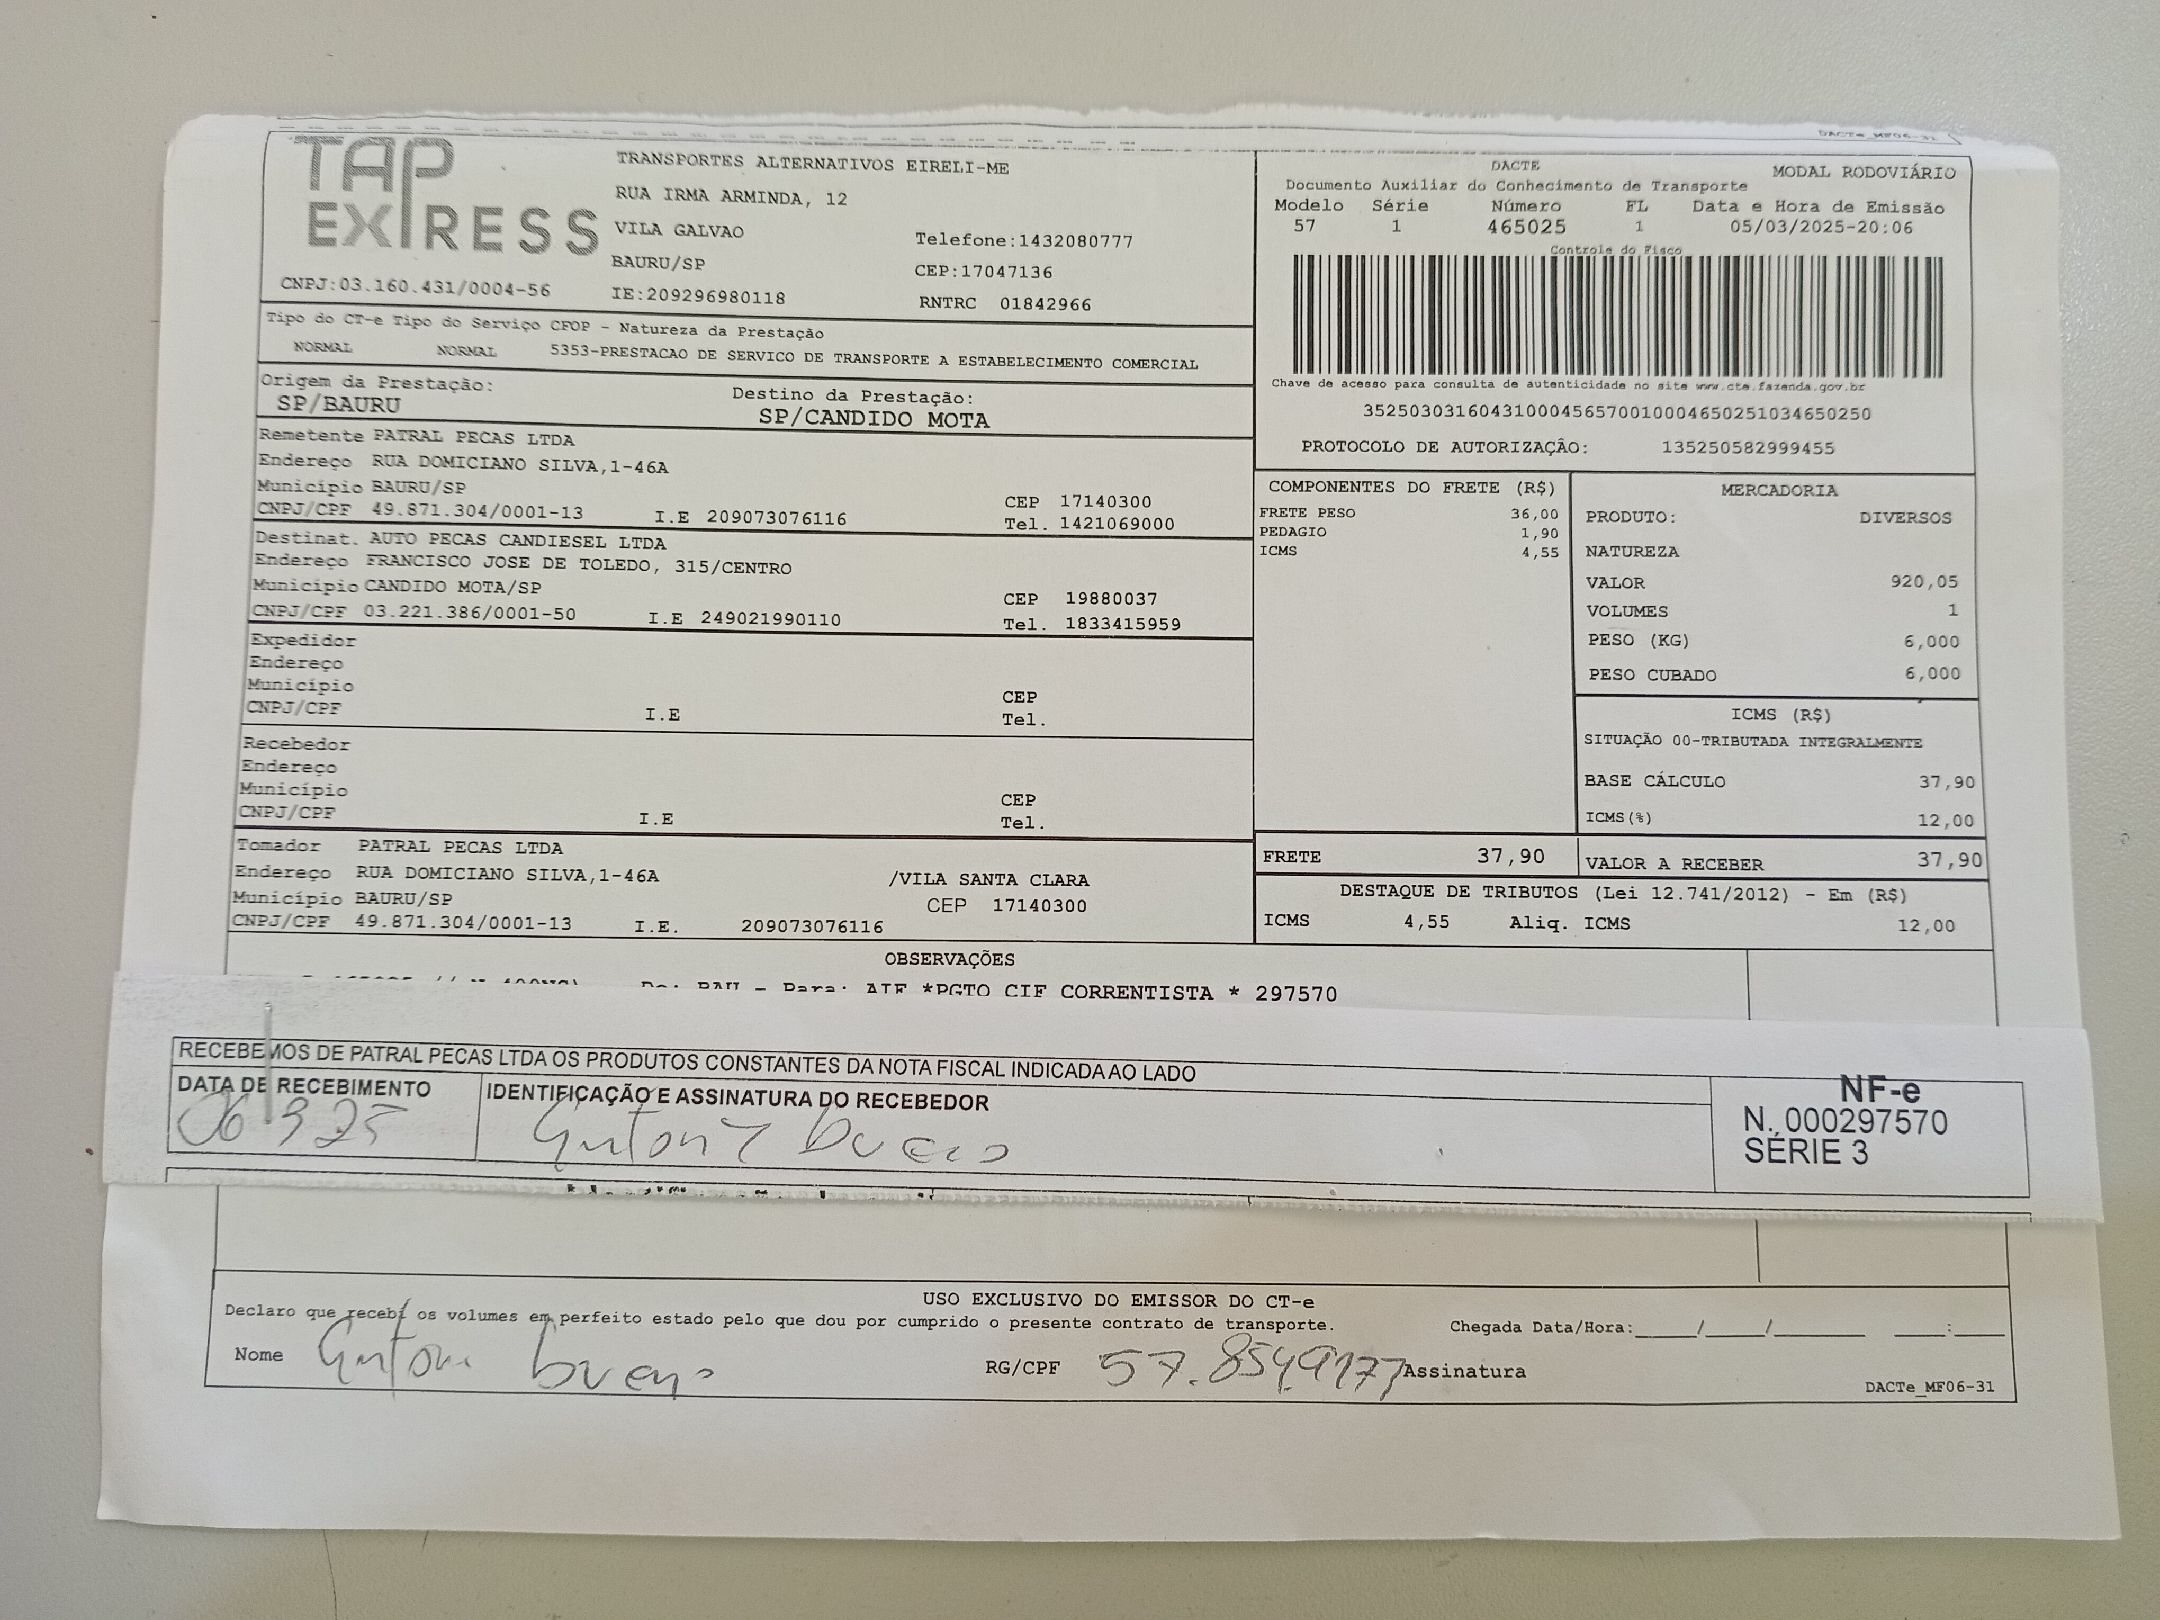 DACTe_MF06-31
TAP EXPRESS
CNPJ:03.160.431/0004-56
TRANSPORTES ALTERNATIVOS EIRELI-ME
RUA IRMA ARMINDA, 12
VILA GALVAO
Telefone:1432080777
BAURU/SP
CEP:17047136
IE:209296980118
RNTRC 01842966
DACTE
MODAL RODOVIÁRIO
Documento Auxiliar do Conhecimento de Transporte
Modelo Série Número FL Data e Hora de Emissão
57 1 465025 1 05/03/2025-20:06
Controle do Fisco
Chave de acesso para consulta de autenticidade no site www.cte.fazenda.gov.br
35250303160431000456570010004650251034650250
PROTOCOLO DE AUTORIZAÇÃO: 135250582999455
Tipo do CT-e Tipo do Serviço CFOP - Natureza da Prestação
NORMAL NORMAL 5353-PRESTACAO DE SERVICO DE TRANSPORTE A ESTABELECIMENTO COMERCIAL
Origem da Prestação: Destino da Prestação:
SP/BAURU SP/CANDIDO MOTA
Remetente PATRAL PECAS LTDA
Endereço RUA DOMICIANO SILVA,1-46A
Município BAURU/SP CEP 17140300
CNPJ/CPF 49.871.304/0001-13 I.E 209073076116 Tel. 1421069000
Destinat. AUTO PECAS CANDIESEL LTDA
Endereço FRANCISCO JOSE DE TOLEDO, 315/CENTRO
Município CANDIDO MOTA/SP CEP 19880037
CNPJ/CPF 03.221.386/0001-50 I.E 249021990110 Tel. 1833415959
Expedidor
Endereço
Município CEP
CNPJ/CPF I.E Tel.
Recebedor
Endereço
Município CEP
CNPJ/CPF I.E Tel.
Tomador PATRAL PECAS LTDA
Endereço RUA DOMICIANO SILVA,1-46A /VILA SANTA CLARA
Município BAURU/SP CEP 17140300
CNPJ/CPF 49.871.304/0001-13 I.E. 209073076116
COMPONENTES DO FRETE (R$)
FRETE PESO 36,00
PEDAGIO 1,90
ICMS 4,55
MERCADORIA
PRODUTO: DIVERSOS
NATUREZA
VALOR 920,05
VOLUMES 1
PESO (KG) 6,000
PESO CUBADO 6,000
ICMS (R$)
SITUAÇÃO 00-TRIBUTADA INTEGRALMENTE
BASE CÁLCULO 37,90
ICMS(%) 12,00
FRETE 37,90 VALOR A RECEBER 37,90
DESTAQUE DE TRIBUTOS (Lei 12.741/2012) - Em (R$)
ICMS 4,55 Aliq. ICMS 12,00
OBSERVAÇÕES
De: BAU - Para: *PGTO CIF CORRENTISTA * 297570
RECEBEMOS DE PATRAL PECAS LTDA OS PRODUTOS CONSTANTES DA NOTA FISCAL INDICADA AO LADO
DATA DE RECEBIMENTO IDENTIFICAÇÃO E ASSINATURA DO RECEBEDOR
06 3 25 bueno
NF-e
N. 000297570
SÉRIE 3
USO EXCLUSIVO DO EMISSOR DO CT-e
Declaro que recebí os volumes em perfeito estado pelo que dou por cumprido o presente contrato de transporte. Chegada Data/Hora:_____/_____/_______ ____:____
Nome bueno RG/CPF Assinatura
DACTe_MF06-31